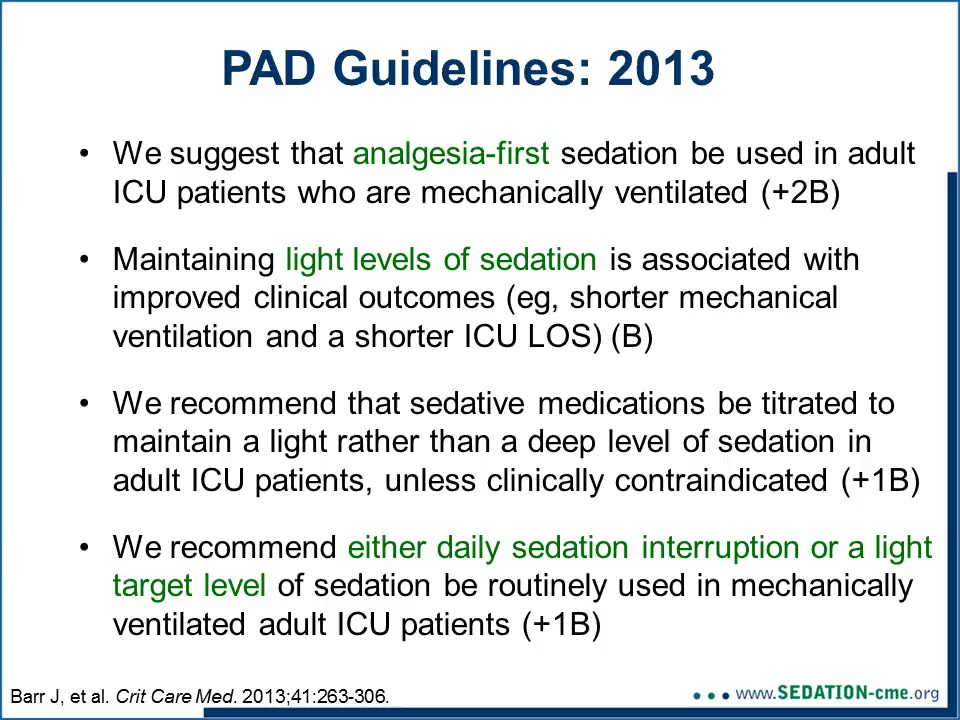 PAD Guidelines: 2013
• We suggest that analgesia-first sedation be used in adult
ICU patients who are mechanically ventilated (+2B)
• Maintaining light levels of sedation is associated with
improved clinical outcomes (eg, shorter mechanical
ventilation and a shorter ICU LOS) (B)
• We recommend that sedative medications be titrated to
maintain a light rather than a deep level of sedation in
adult ICU patients, unless clinically contraindicated (+1B)
• We recommend either daily sedation interruption or a light
target level of sedation be routinely used in mechanically
ventilated adult ICU patients (+1B)
Barr J, et al. Crit Care Med. 2013;41:263-306.
www.SEDATION-cme.org